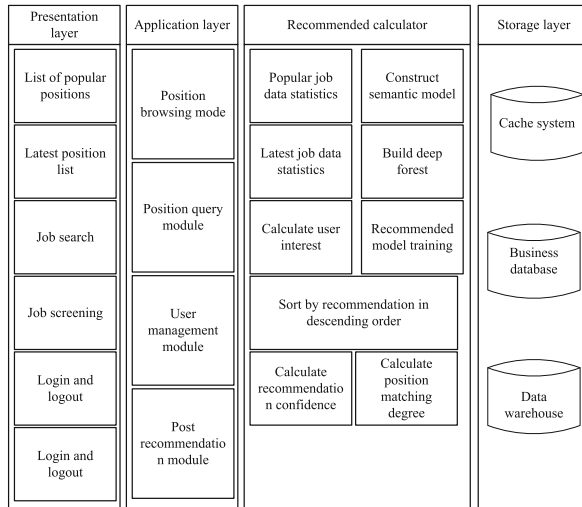 Presentation
layer
List of popular
positions
Latest position
list
Job search
Job screening
Login and
logout
Login and
logout
Application layer
Position
browsing mode
Position query
module
User
management
module
Post
recommendatio
n module
Recommended calculator
Popular job
data statistics
Construct
semantic model
Latest job data
statistics
Build deep
forest
Calculate user
interest
Recommended
model training
Sort by recommendation in
descending order
Calculate
recommendatio
n confidence
Calculate
position
matching
degree
Storage layer
Cache system
Business
database
Data
warehouse